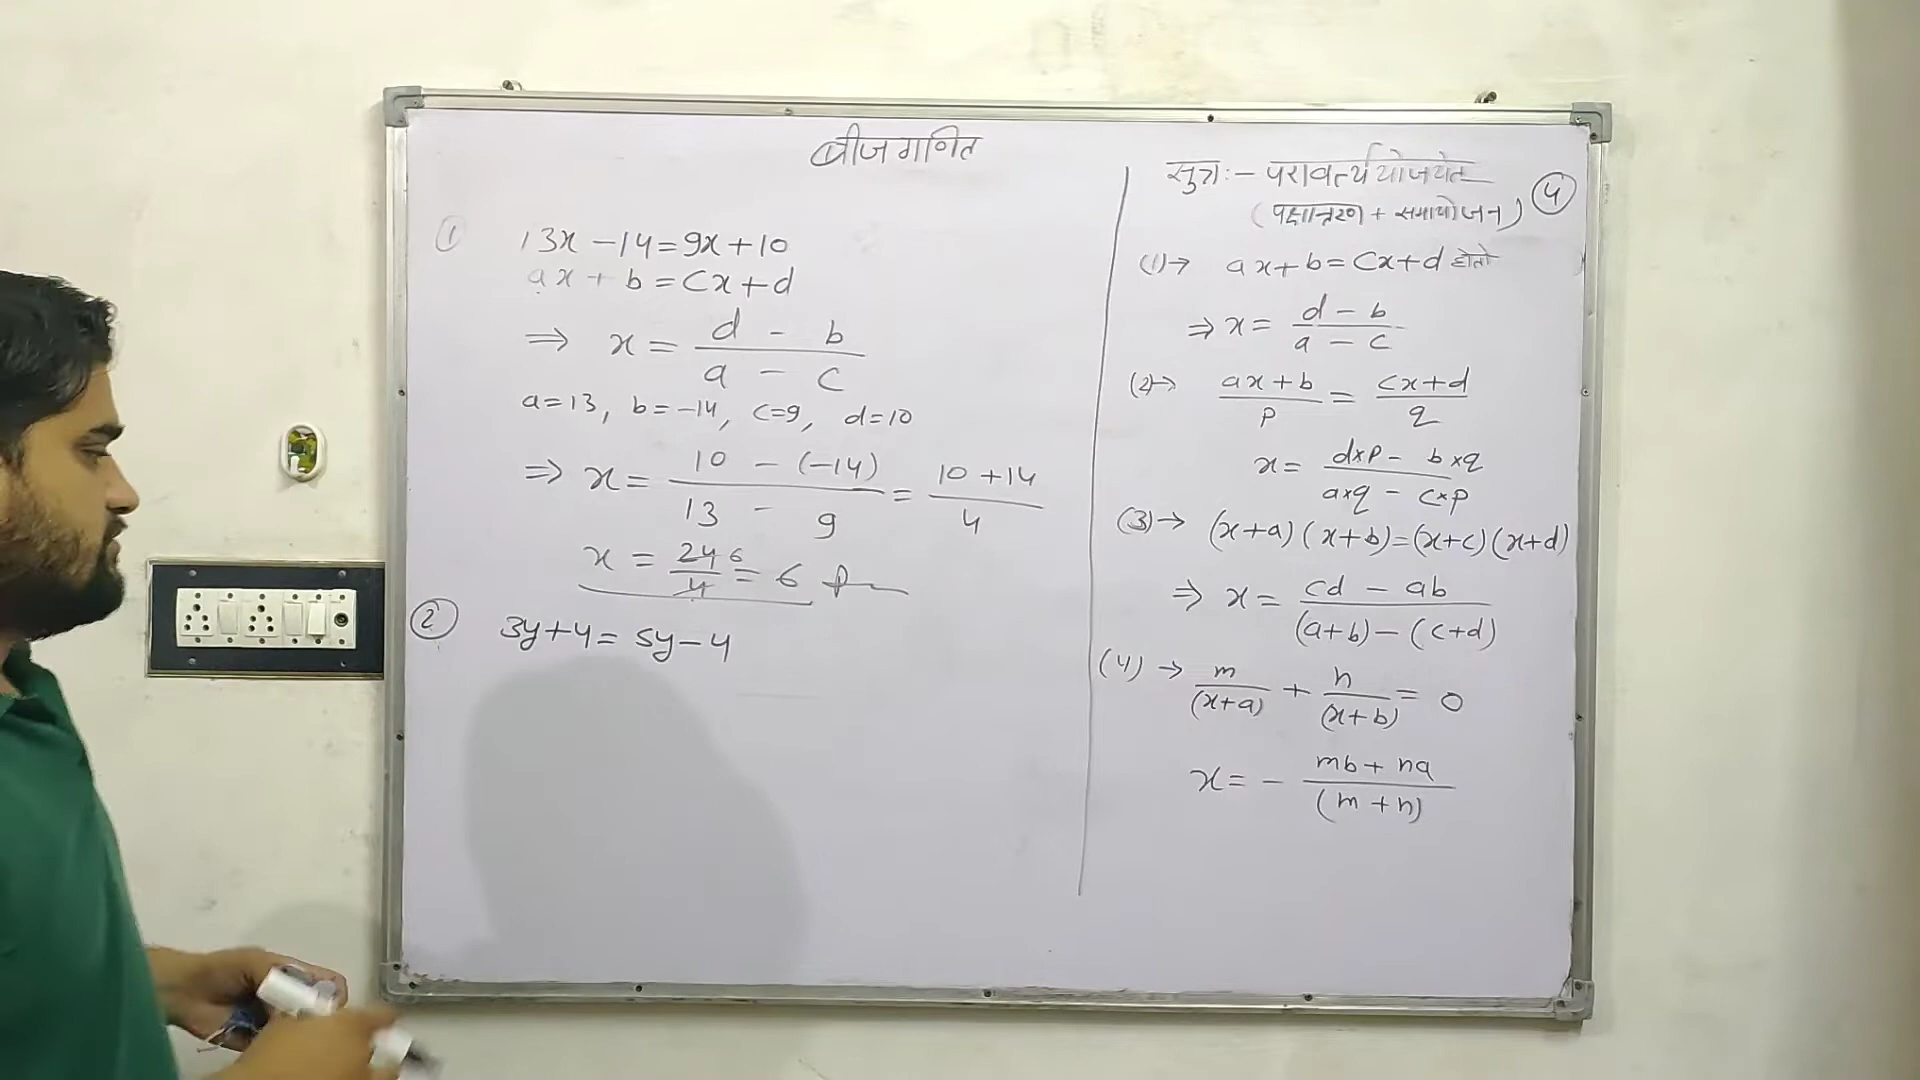 बीजगणित
① 13x - 14 = 9x + 10
ax + b = cx + d
⇒ x = (d - b)/(a - c)
a=13, b=-14, c=9, d=10
⇒ x = (10 - (-14))/(13 - 9) = (10 + 14)/4
x = 24/4 6 = 6
② 3y + 4 = 5y - 4
सुत्र :- परावर्त्य योजयेत ④
(पक्षान्तरण + समायोजन)
(1)→ ax + b = cx + d हो तो
⇒ x = (d - b)/(a - c)
(2)→ (ax + b)/p = (cx + d)/q
x = (d×p - b×q)/(a×q - c×p)
(3)→ (x+a)(x+b)=(x+c)(x+d)
⇒ x = (cd - ab)/((a+b) - (c+d))
(4)→ m/(x+a) + n/(x+b) = 0
x = - (mb + na)/(m + n)